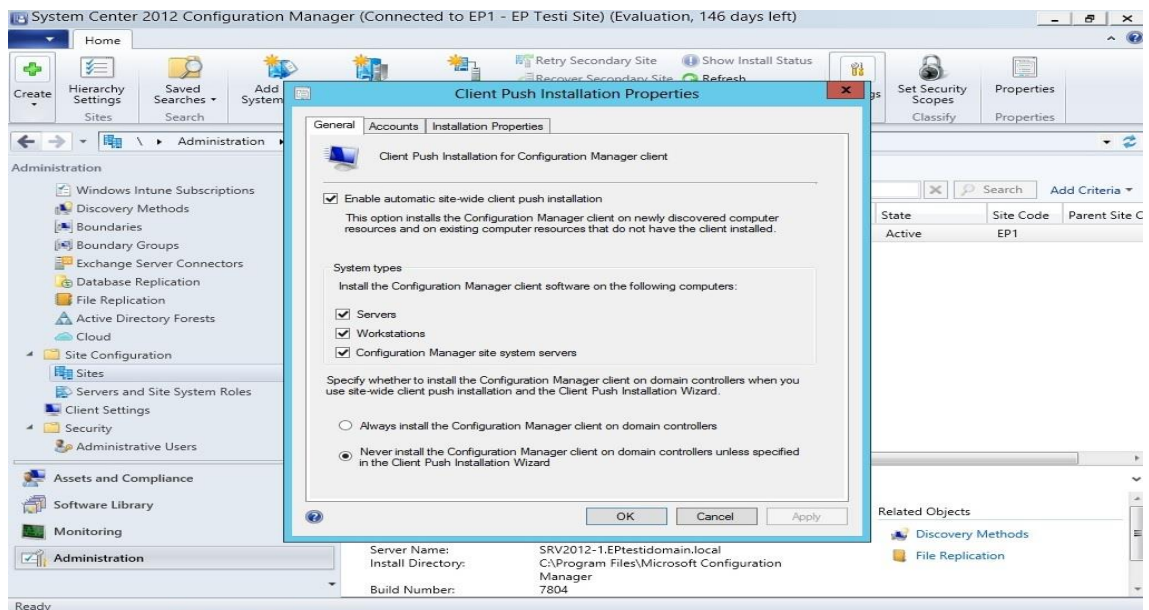 System Center 2012 Configuration Manager (Connected to EP1 - EP Testi Site) (Evaluation, 146 days left)
Home
Create
Hierarchy Settings
Saved Searches
Add
System
Retry Secondary Site
Recover Secondary Site
Show Install Status
Refresh
Set Security Scopes
Properties
Sites
Search
Classify
Properties
\ Administration
Administration
Windows Intune Subscriptions
Discovery Methods
Boundaries
Boundary Groups
Exchange Server Connectors
Database Replication
File Replication
Active Directory Forests
Cloud
Site Configuration
Sites
Servers and Site System Roles
Client Settings
Security
Administrative Users
Assets and Compliance
Software Library
Monitoring
Administration
Ready
Client Push Installation Properties
General
Accounts
Installation Properties
Client Push Installation for Configuration Manager client
Enable automatic site-wide client push installation
This option installs the Configuration Manager client on newly discovered computer
resources and on existing computer resources that do not have the client installed.
System types
Install the Configuration Manager client software on the following computers:
Servers
Workstations
Configuration Manager site system servers
Specify whether to install the Configuration Manager client on domain controllers when you
use site-wide client push installation and the Client Push Installation Wizard.
Always install the Configuration Manager client on domain controllers
Never install the Configuration Manager client on domain controllers unless specified
in the Client Push Installation Wizard
OK
Cancel
Apply
Search
Add Criteria
State
Site Code
Parent Site C
Active
EP1
Server Name: SRV2012-1.EPtestidomain.local
Install Directory: C:\Program Files\Microsoft Configuration
Manager
Build Number: 7804
Related Objects
Discovery Methods
File Replication